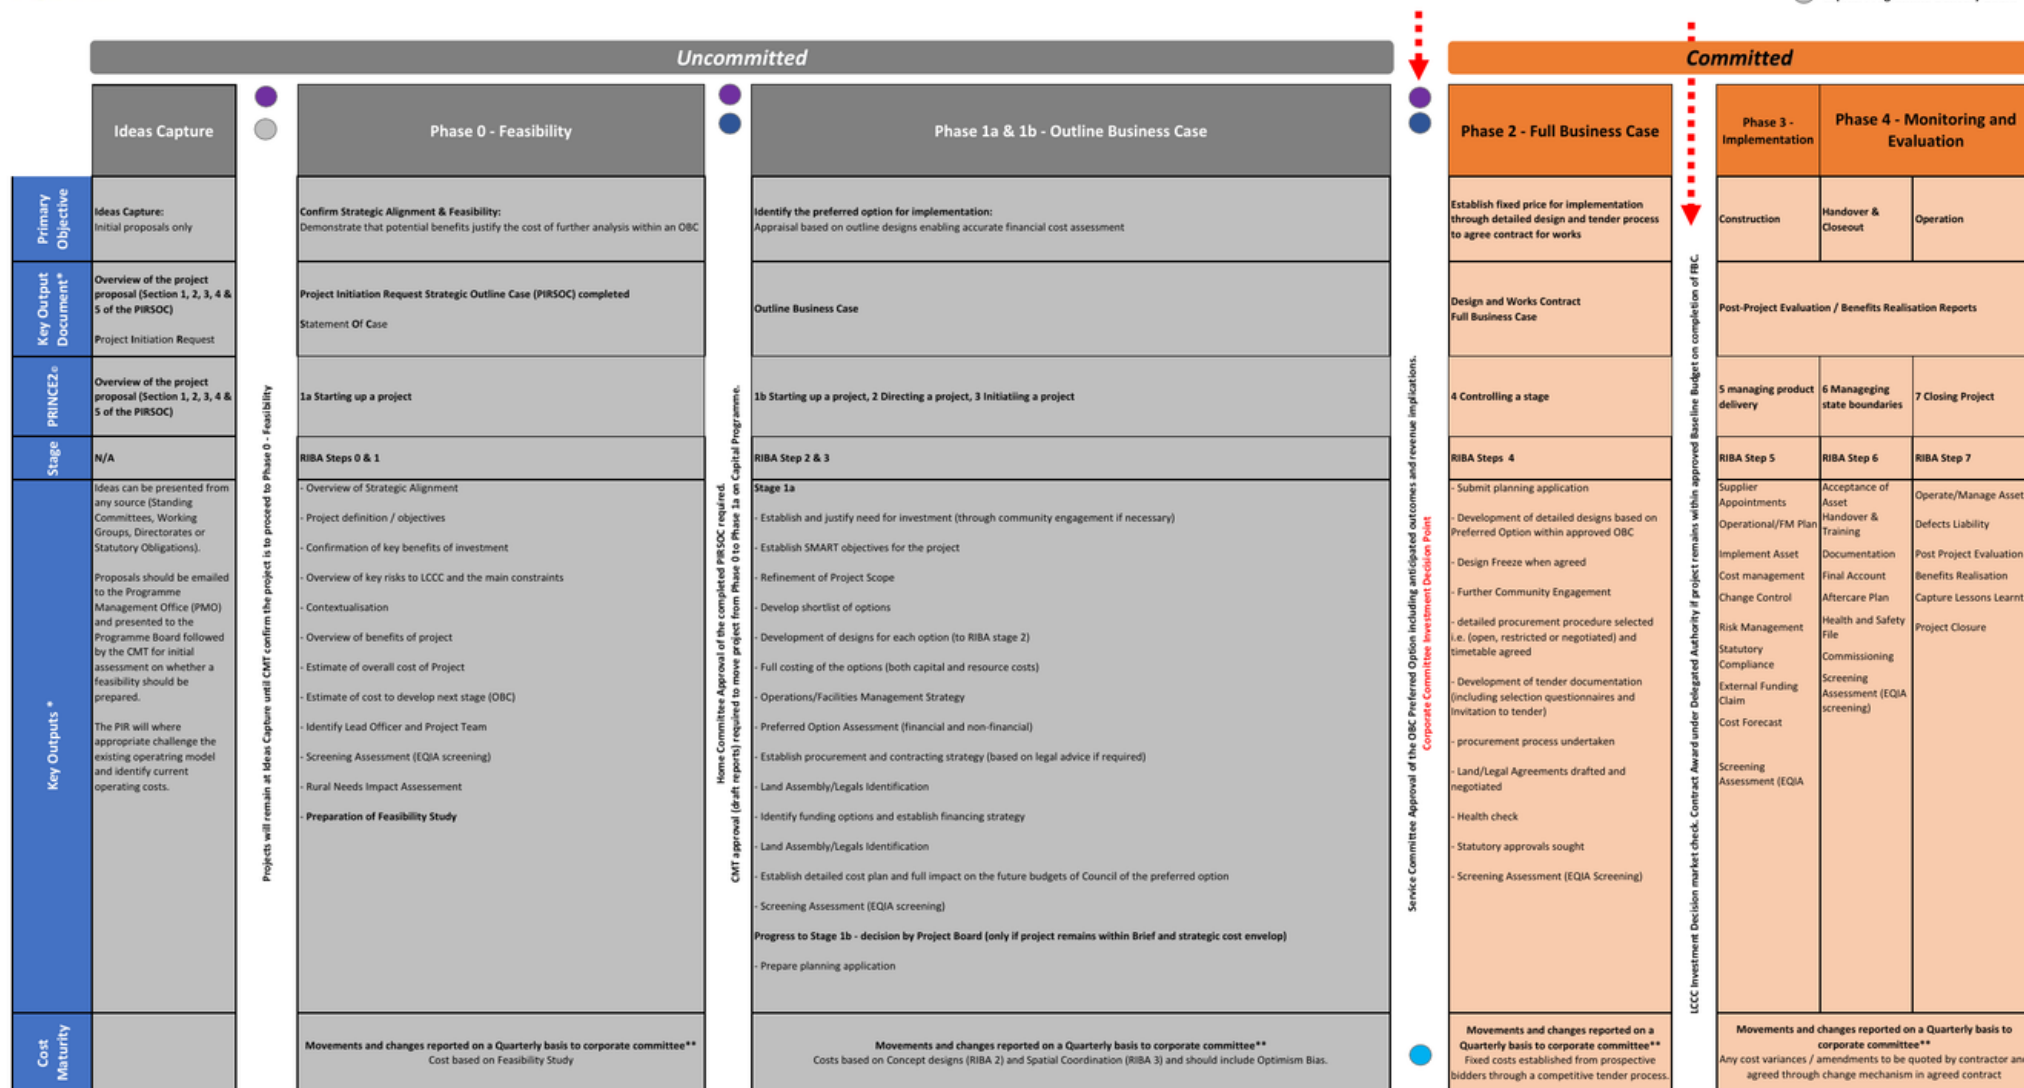 Uncommitted
Committed
Ideas Capture
Phase 0 - Feasibility
Phase 1a & 1b - Outline Business Case
Phase 2 - Full Business Case
Phase 3 -
Implementation
Phase 4 - Monitoring and
Evaluation
Primary
Objective
Ideas Capture:
Initial proposals only
Confirm Strategic Alignment & Feasibility:
Demonstrate that potential benefits justify the cost of further analysis within an OBC
Identify the preferred option for implementation:
Appraisal based on outline designs enabling accurate financial cost assessment
Establish fixed price for implementation
through detailed design and tender process
to agree contract for works
Construction
Handover &
Closeout
Operation
Key Output
Document*
Overview of the project
proposal (Section 1, 2, 3, 4 &
5 of the PIRSOC)
Project Initiation Request
Project Initiation Request Strategic Outline Case (PIRSOC) completed
Statement Of Case
Outline Business Case
Design and Works Contract
Full Business Case
Post-Project Evaluation / Benefits Realisation Reports
PRINCE2®
Overview of the project
proposal (Section 1, 2, 3, 4 &
5 of the PIRSOC)
1a Starting up a project
1b Starting up a project, 2 Directing a project, 3 Initiatiing a project
4 Controlling a stage
5 managing product
delivery
6 Manageging
state boundaries
7 Closing Project
Stage
N/A
RIBA Steps 0 & 1
RIBA Step 2 & 3
RIBA Steps 4
RIBA Step 5
RIBA Step 6
RIBA Step 7
Key Outputs *
Ideas can be presented from
any source (Standing
Committees, Working
Groups, Directorates or
Statutory Obligations).
Proposals should be emailed
to the Programme
Management Office (PMO)
and presented to the
Programme Board followed
by the CMT for initial
assessment on whether a
feasibility should be
prepared.
The PIR will where
appropriate challenge the
existing operatring model
and identify current
operating costs.
Projects will remain at Ideas Capture until CMT confirm the project is to proceed to Phase 0 - Feasibility
- Overview of Strategic Alignment
- Project definition / objectives
- Confirmation of key benefits of investment
- Overview of key risks to LCCC and the main constraints
- Contextualisation
- Overview of benefits of project
- Estimate of overall cost of Project
- Estimate of cost to develop next stage (OBC)
- Identify Lead Officer and Project Team
- Screening Assessment (EQIA screening)
- Rural Needs Impact Assessement
- Preparation of Feasibility Study
Home Committee Approval of the completed PIRSOC required.
CMT approval (draft reports) required to move project from Phase 0 to Phase 1a on Capital Programme.
Stage 1a
- Establish and justify need for investment (through community engagement if necessary)
- Establish SMART objectives for the project
- Refinement of Project Scope
- Develop shortlist of options
- Development of designs for each option (to RIBA stage 2)
- Full costing of the options (both capital and resource costs)
- Operations/Facilities Management Strategy
- Preferred Option Assessment (financial and non-financial)
- Establish procurement and contracting strategy (based on legal advice if required)
- Land Assembly/Legals Identification
- Identify funding options and establish financing strategy
- Land Assembly/Legals Identification
- Establish detailed cost plan and full impact on the future budgets of Council of the preferred option
- Screening Assessment (EQIA screening)
Progress to Stage 1b - decision by Project Board (only if project remains within Brief and strategic cost envelop)
- Prepare planning application
Service Committee Approval of the OBC Preferred Option including anticipated outcomes and revenue implications.
Corporate Committee Investment Decision Point
- Submit planning application
- Development of detailed designs based on
Preferred Option within approved OBC
- Design Freeze when agreed
- Further Community Engagement
- detailed procurement procedure selected
i.e. (open, restricted or negotiated) and
timetable agreed
- Development of tender documentation
(including selection questionnaires and
Invitation to tender)
- procurement process undertaken
- Land/Legal Agreements drafted and
negotiated
- Health check
- Statutory approvals sought
- Screening Assessment (EQIA Screening)
LCCC Investment Decision market check. Contract Award under Delegated Authority if project remains within approved Baseline Budget on completion of FBC.
Supplier
Appointments
Operational/FM Plan
Implement Asset
Cost management
Change Control
Risk Management
Statutory
Compliance
External Funding
Claim
Cost Forecast
Screening
Assessment (EQIA
Acceptance of
Asset
Handover &
Training
Documentation
Final Account
Aftercare Plan
Health and Safety
File
Commissioning
Screening
Assessment (EQIA
screening)
Operate/Manage Asset
Defects Liability
Post Project Evaluation
Benefits Realisation
Capture Lessons Learnt
Project Closure
Cost
Maturity
Movements and changes reported on a Quarterly basis to corporate committee**
Cost based on Feasibility Study
Movements and changes reported on a Quarterly basis to corporate committee**
Costs based on Concept designs (RIBA 2) and Spatial Coordination (RIBA 3) and should include Optimism Bias.
Movements and changes reported on a
Quarterly basis to corporate committee**
Fixed costs established from prospective
bidders through a competitive tender process.
Movements and changes reported on a Quarterly basis to
corporate committee**
Any cost variances / amendments to be quoted by contractor and
agreed through change mechanism in agreed contract